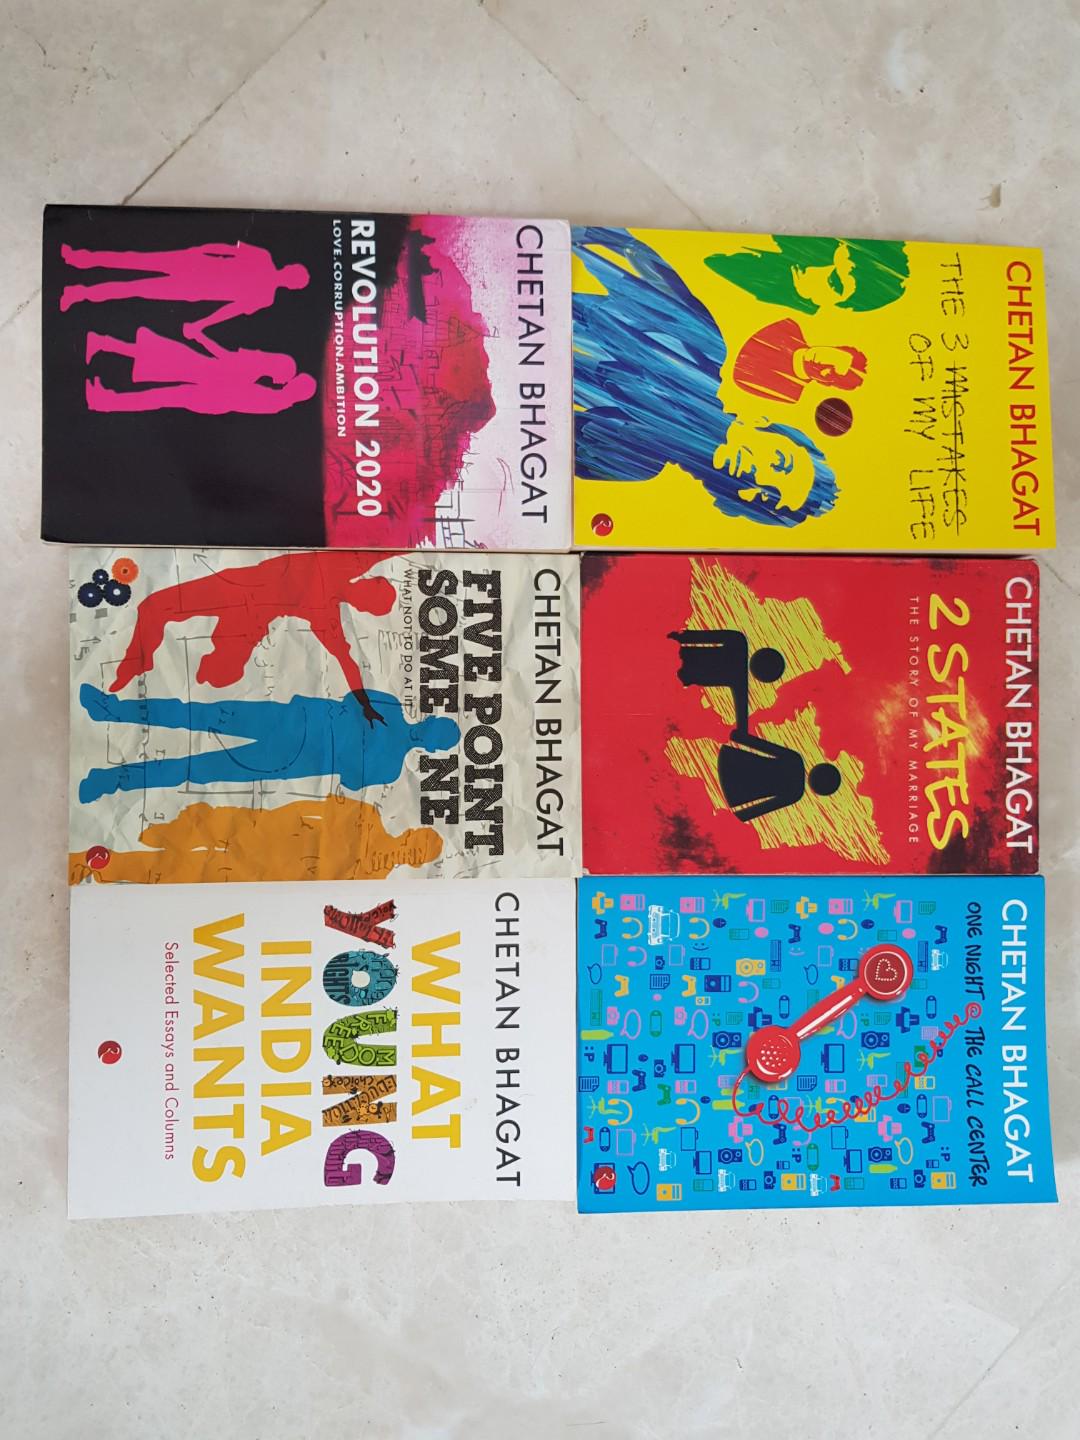 CHETAN BHAGAT
THE 3 MISTAKES
OF MY LIFE
CHETAN BHAGAT
2 STATES
THE STORY OF MY MARRIAGE
CHETAN BHAGAT
ONE NIGHT @ THE CALL CENTER
CHETAN BHAGAT
REVOLUTION 2020
LOVE.CORRUPTION.AMBITION
CHETAN BHAGAT
FIVE POINT
SOME NE
WHAT NOT TO DO AT IIT
CHETAN BHAGAT
WHAT
YOUNG
INDIA
WANTS
Selected Essays and Columns